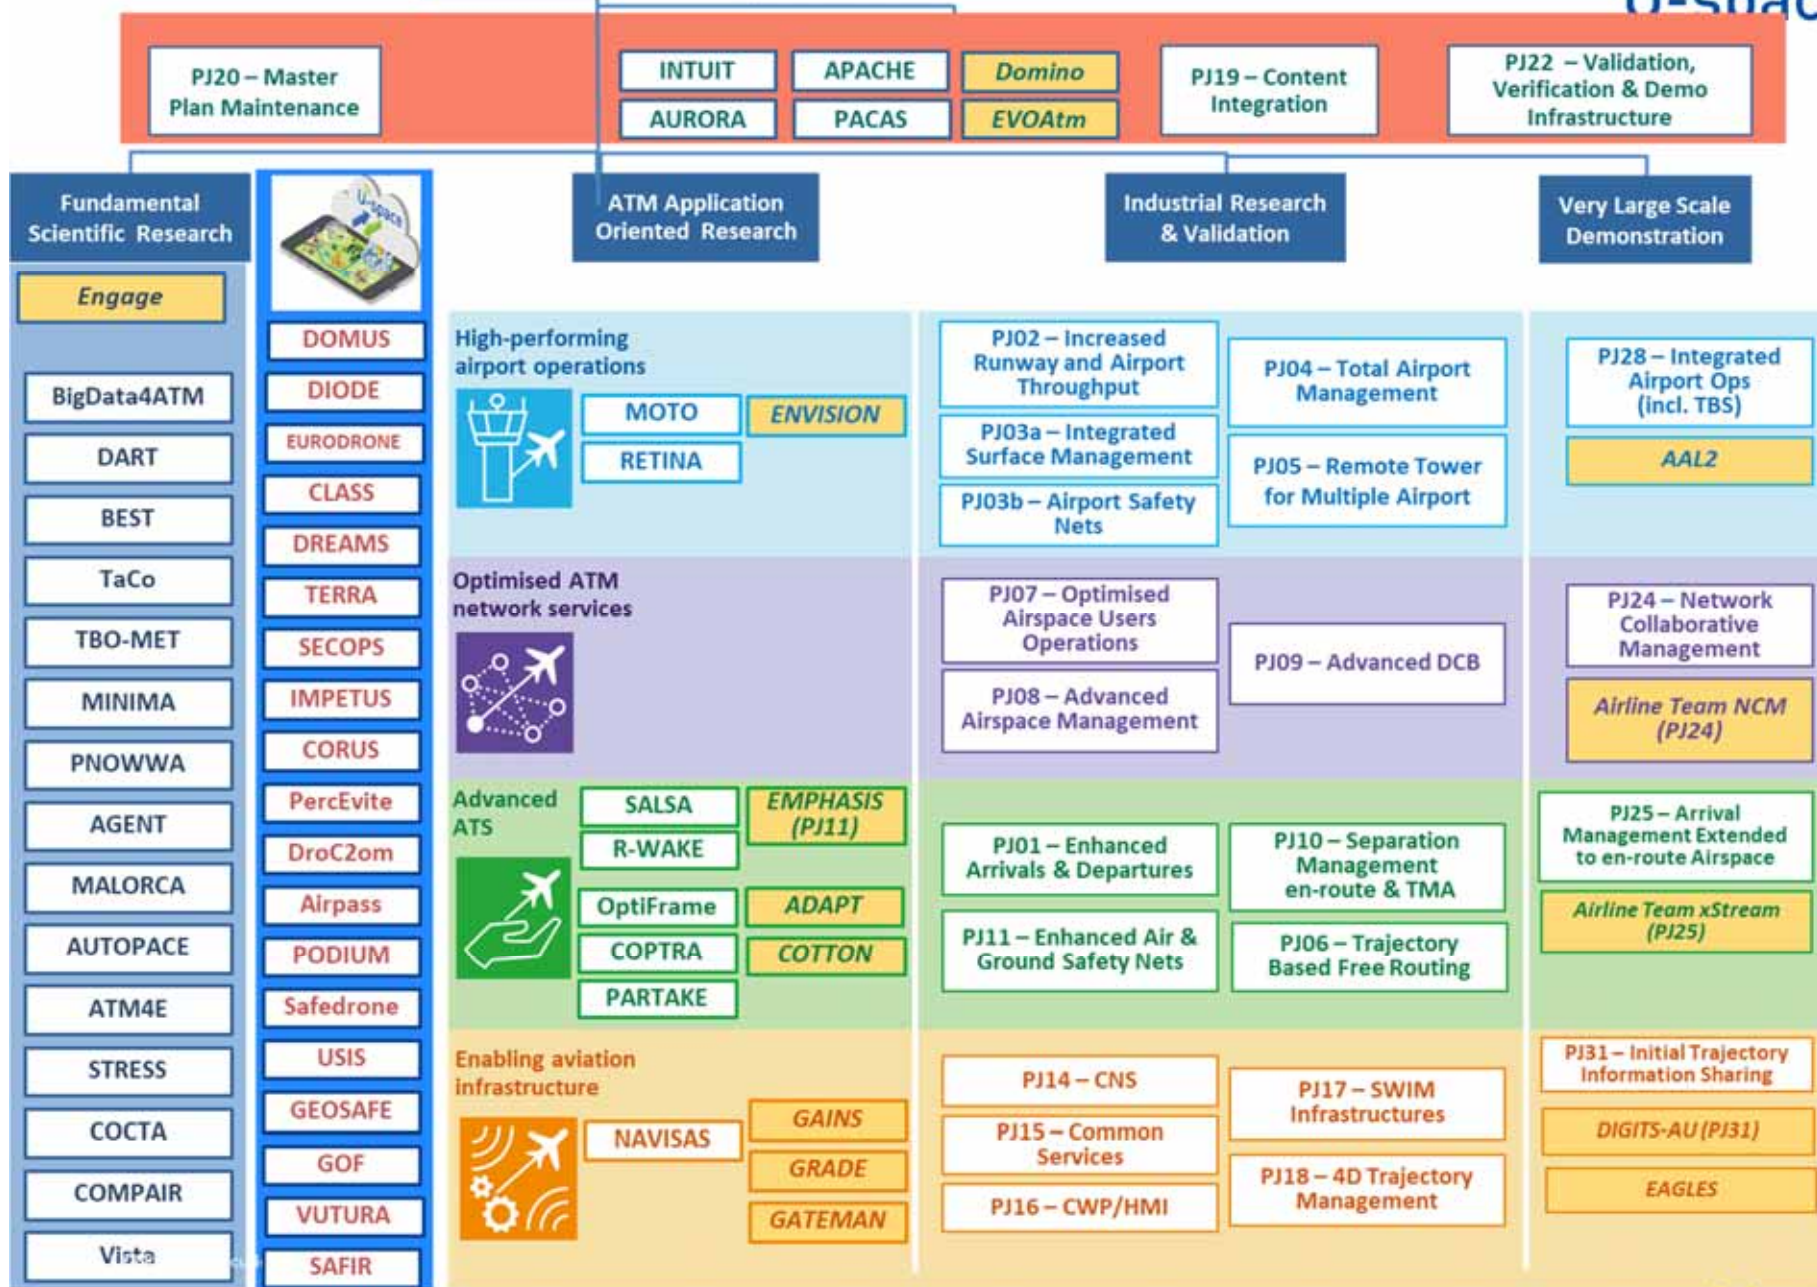 PJ20 – Master
Plan Maintenance
INTUIT
APACHE
Domino
AURORA
PACAS
EVOAtm
PJ19 – Content
Integration
PJ22 – Validation,
Verification & Demo
Infrastructure
Fundamental
Scientific Research
U-space
ATM Application
Oriented Research
Industrial Research
& Validation
Very Large Scale
Demonstration
Engage
BigData4ATM
DART
BEST
TaCo
TBO-MET
MINIMA
PNOWWA
AGENT
MALORCA
AUTOPACE
ATM4E
STRESS
COCTA
COMPAIR
Vista
DOMUS
DIODE
EURODRONE
CLASS
DREAMS
TERRA
SECOPS
IMPETUS
CORUS
PercEvite
DroC2om
Airpass
PODIUM
Safedrone
USIS
GEOSAFE
GOF
VUTURA
SAFIR
High-performing
airport operations
MOTO
ENVISION
RETINA
PJ02 – Increased
Runway and Airport
Throughput
PJ03a – Integrated
Surface Management
PJ03b – Airport Safety
Nets
PJ04 – Total Airport
Management
PJ05 – Remote Tower
for Multiple Airport
PJ28 – Integrated
Airport Ops
(incl. TBS)
AAL2
Optimised ATM
network services
PJ07 – Optimised
Airspace Users
Operations
PJ08 – Advanced
Airspace Management
PJ09 – Advanced DCB
PJ24 – Network
Collaborative
Management
Airline Team NCM
(PJ24)
Advanced
ATS
SALSA
EMPHASIS
(PJ11)
R-WAKE
OptiFrame
ADAPT
COPTRA
COTTON
PARTAKE
PJ01 – Enhanced
Arrivals & Departures
PJ11 – Enhanced Air &
Ground Safety Nets
PJ10 – Separation
Management
en-route & TMA
PJ06 – Trajectory
Based Free Routing
PJ25 – Arrival
Management Extended
to en-route Airspace
Airline Team xStream
(PJ25)
Enabling aviation
infrastructure
NAVISAS
GAINS
GRADE
GATEMAN
PJ14 – CNS
PJ15 – Common
Services
PJ16 – CWP/HMI
PJ17 – SWIM
Infrastructures
PJ18 – 4D Trajectory
Management
PJ31 – Initial Trajectory
Information Sharing
DIGITS-AU (PJ31)
EAGLES